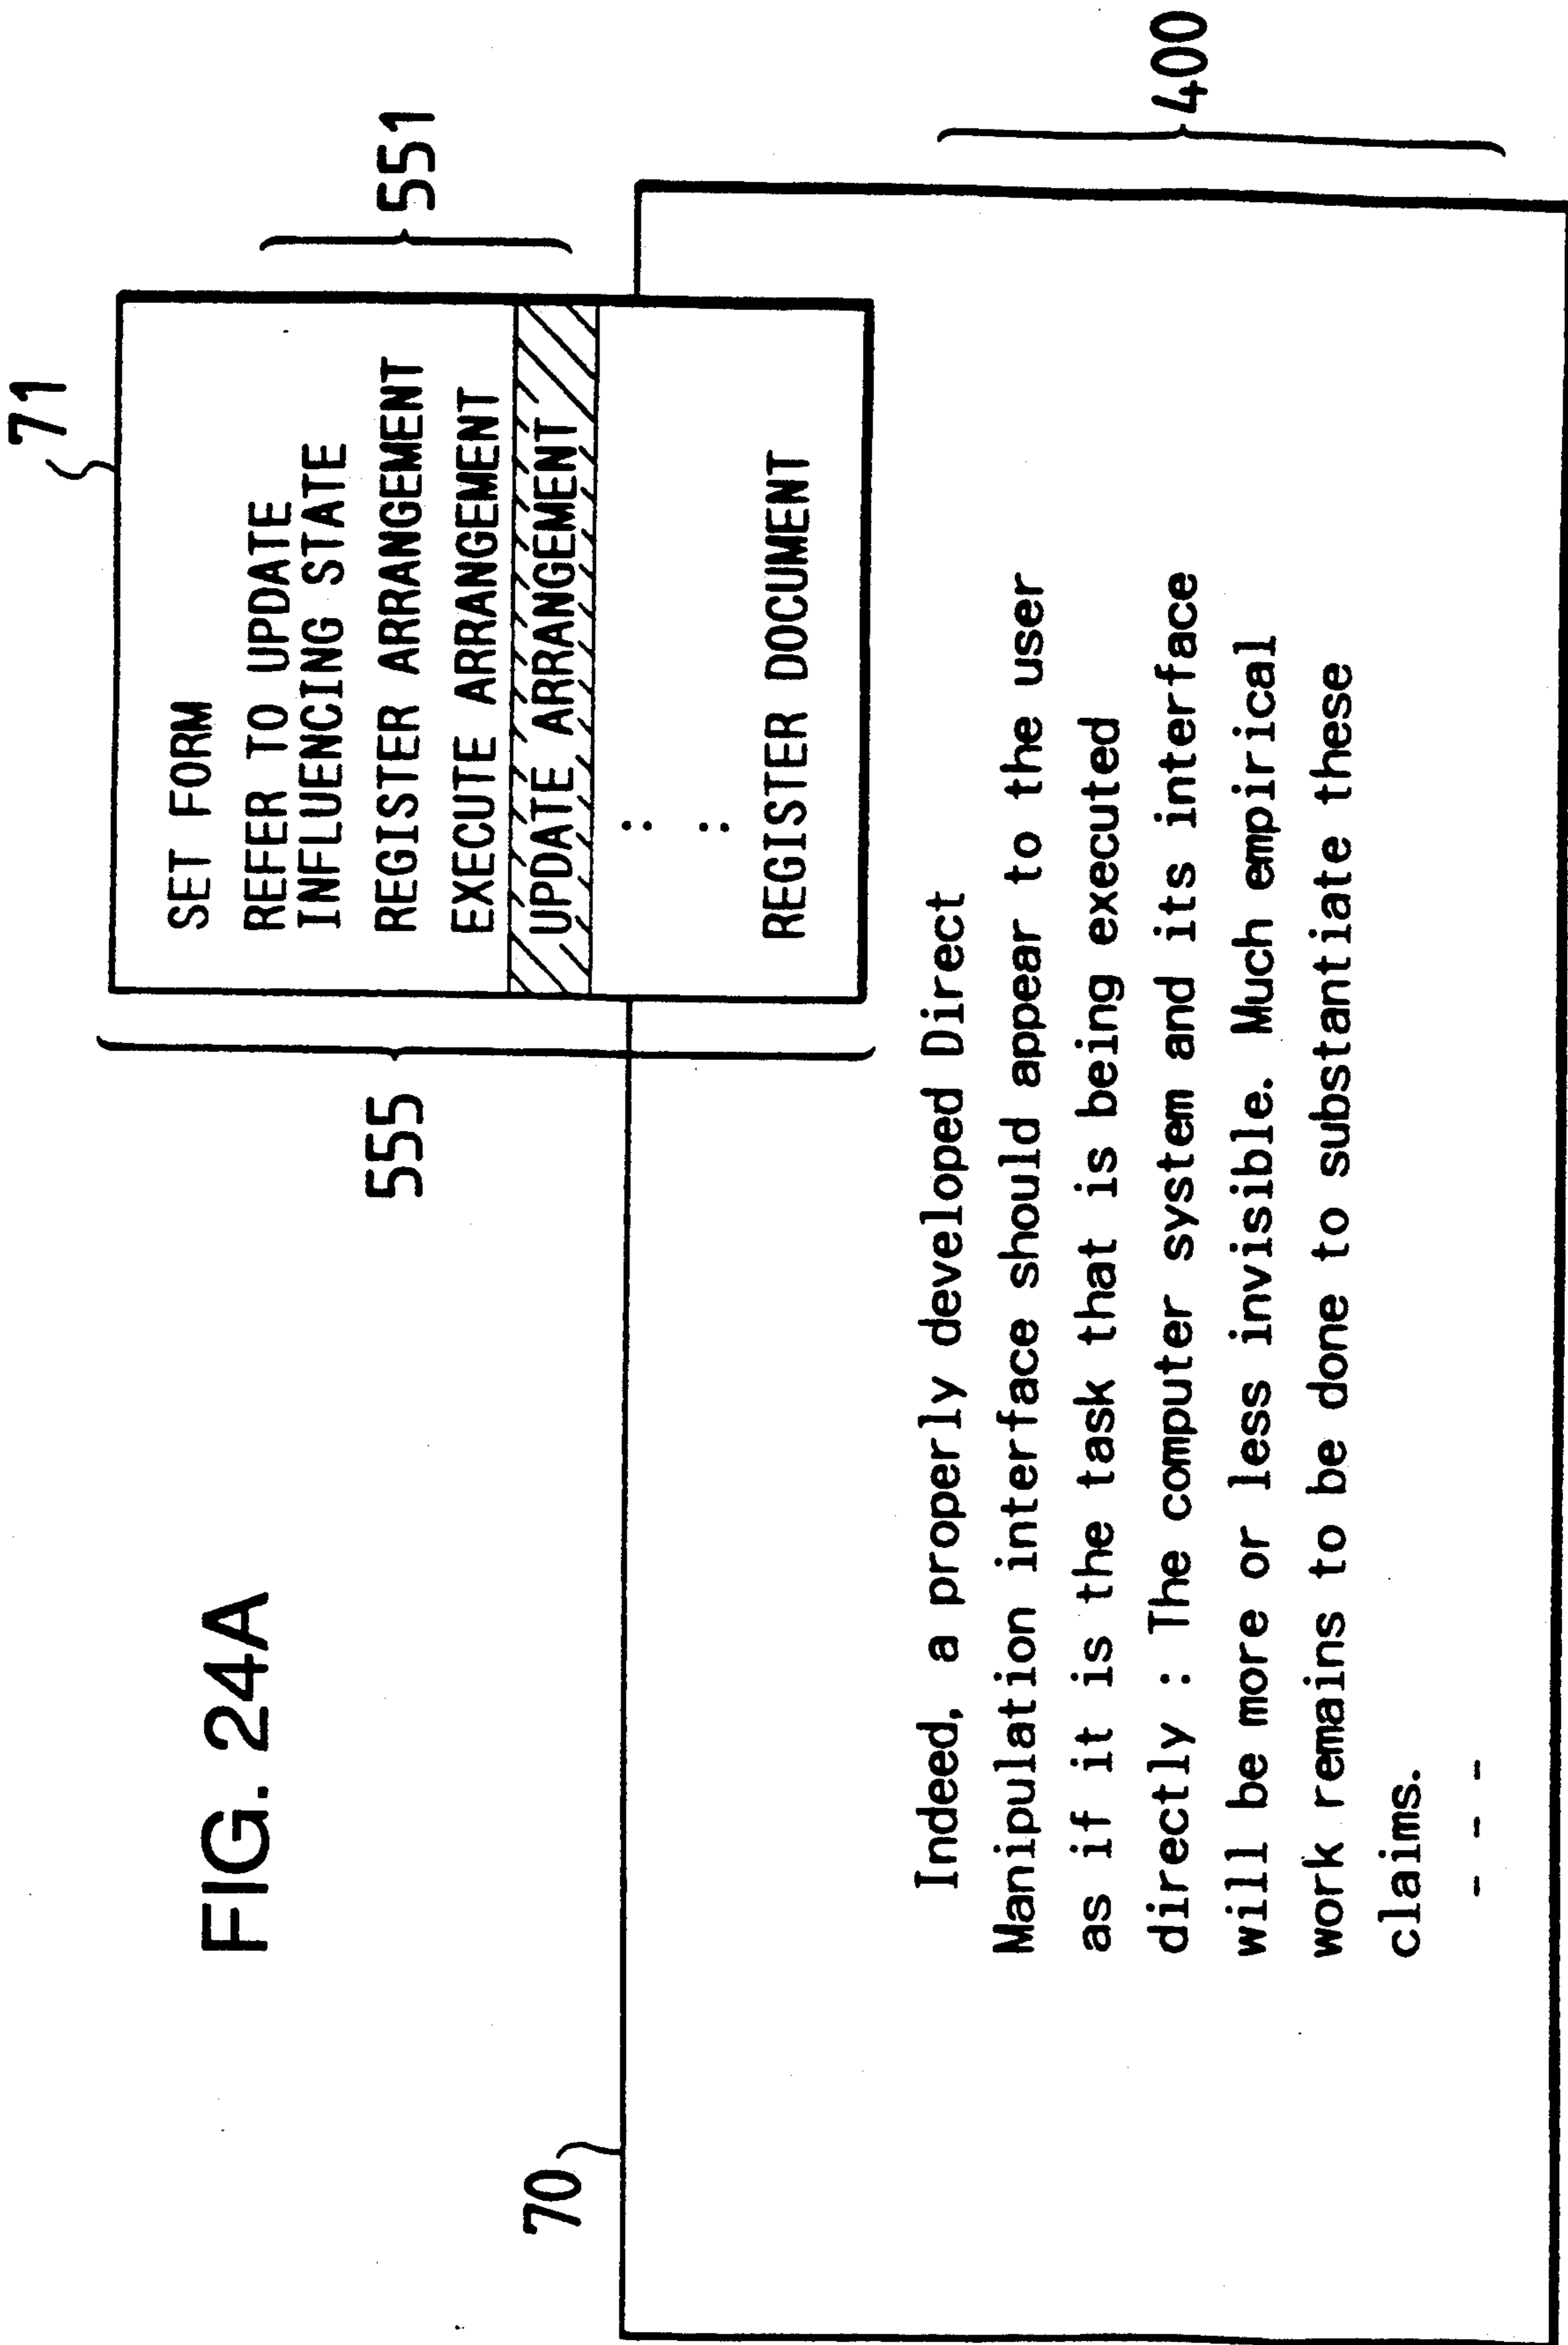 FIG. 24A
71
SET FORM
REFER TO UPDATE
INFLUENCING STATE
REGISTER ARRANGEMENT
EXECUTE ARRANGEMENT
UPDATE ARRANGEMENT
:
:
REGISTER DOCUMENT
551
555
70
Indeed, a properly developed Direct
Manipulation interface should appear to the user
as if it is the task that is being executed
directly : The computer system and its interface
will be more or less invisible. Much empirical
work remains to be done to substantiate these
claims.
- - -
400